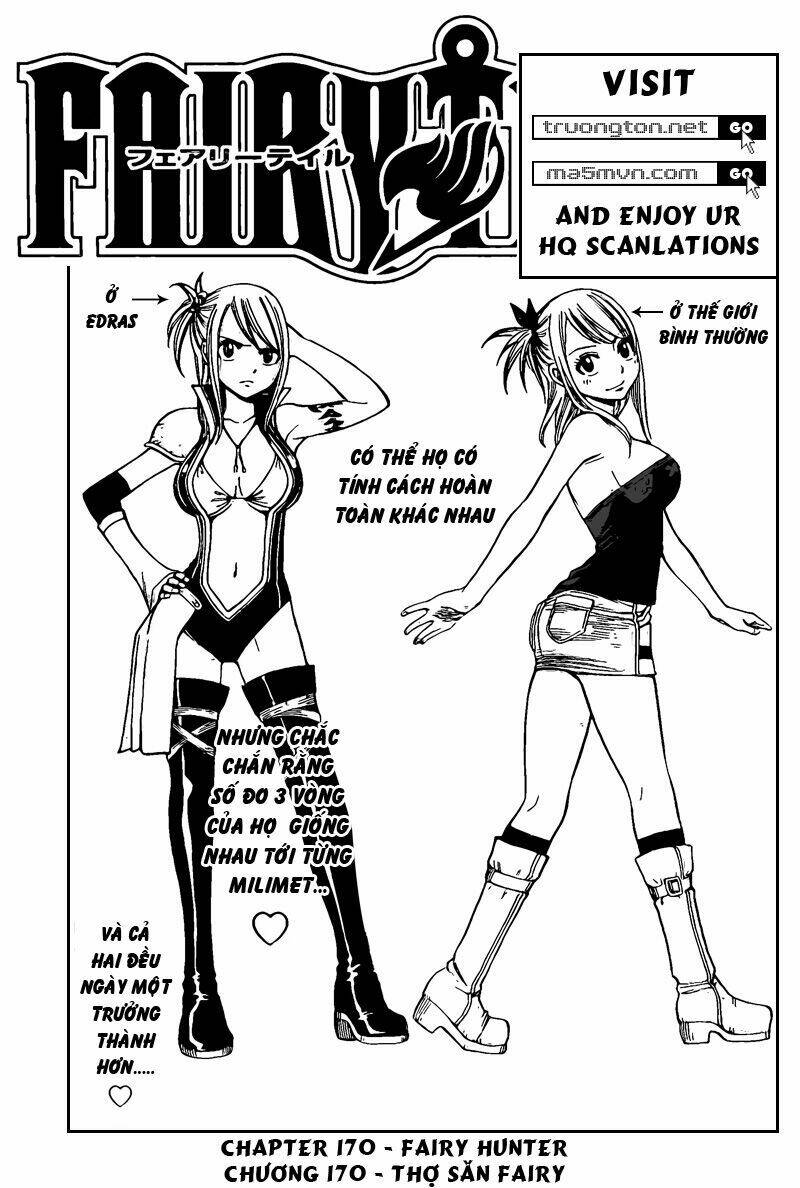 FAIRY T
フェアリーテイル
VISIT
truongton.net GO
ma5mvn.com GO
AND ENJOY UR
HQ SCANLATIONS
Ở
EDRAS
Ở THẾ GIỚI
BÌNH THƯỜNG
CÓ THỂ HỌ CÓ
TÍNH CÁCH HOÀN
TOÀN KHÁC NHAU
NHƯNG CHẮC
CHẮN RẰNG
SỐ ĐO 3 VÒNG
CỦA HỌ GIỐNG
NHAU TỚI TỪNG
MILIMET...
VÀ CẢ
HAI ĐỀU
NGÀY MỘT
TRƯỞNG
THÀNH
HƠN.....
CHAPTER 170 - FAIRY HUNTER
CHƯƠNG 170 - THỢ SĂN FAIRY